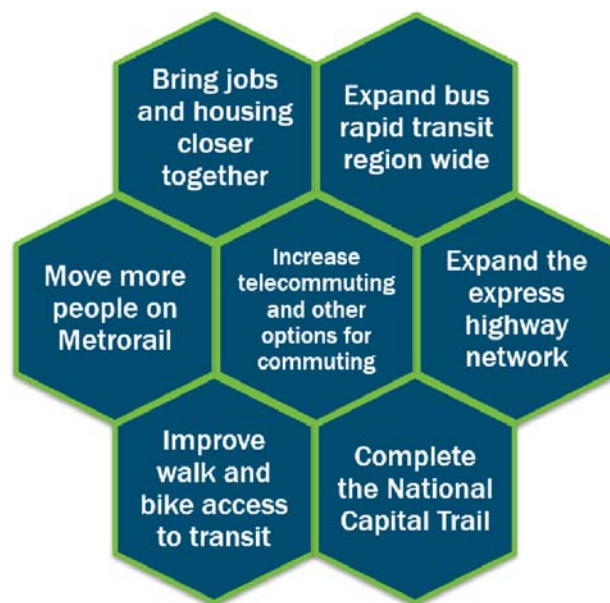 Bring jobs
and housing
closer
together
Expand bus
rapid transit
region wide
Move more
people on
Metrorail
Increase
telecommuting
and other
options for
commuting
Expand the
express
highway
network
Improve
walk and
bike access
to transit
Complete
the National
Capital Trail